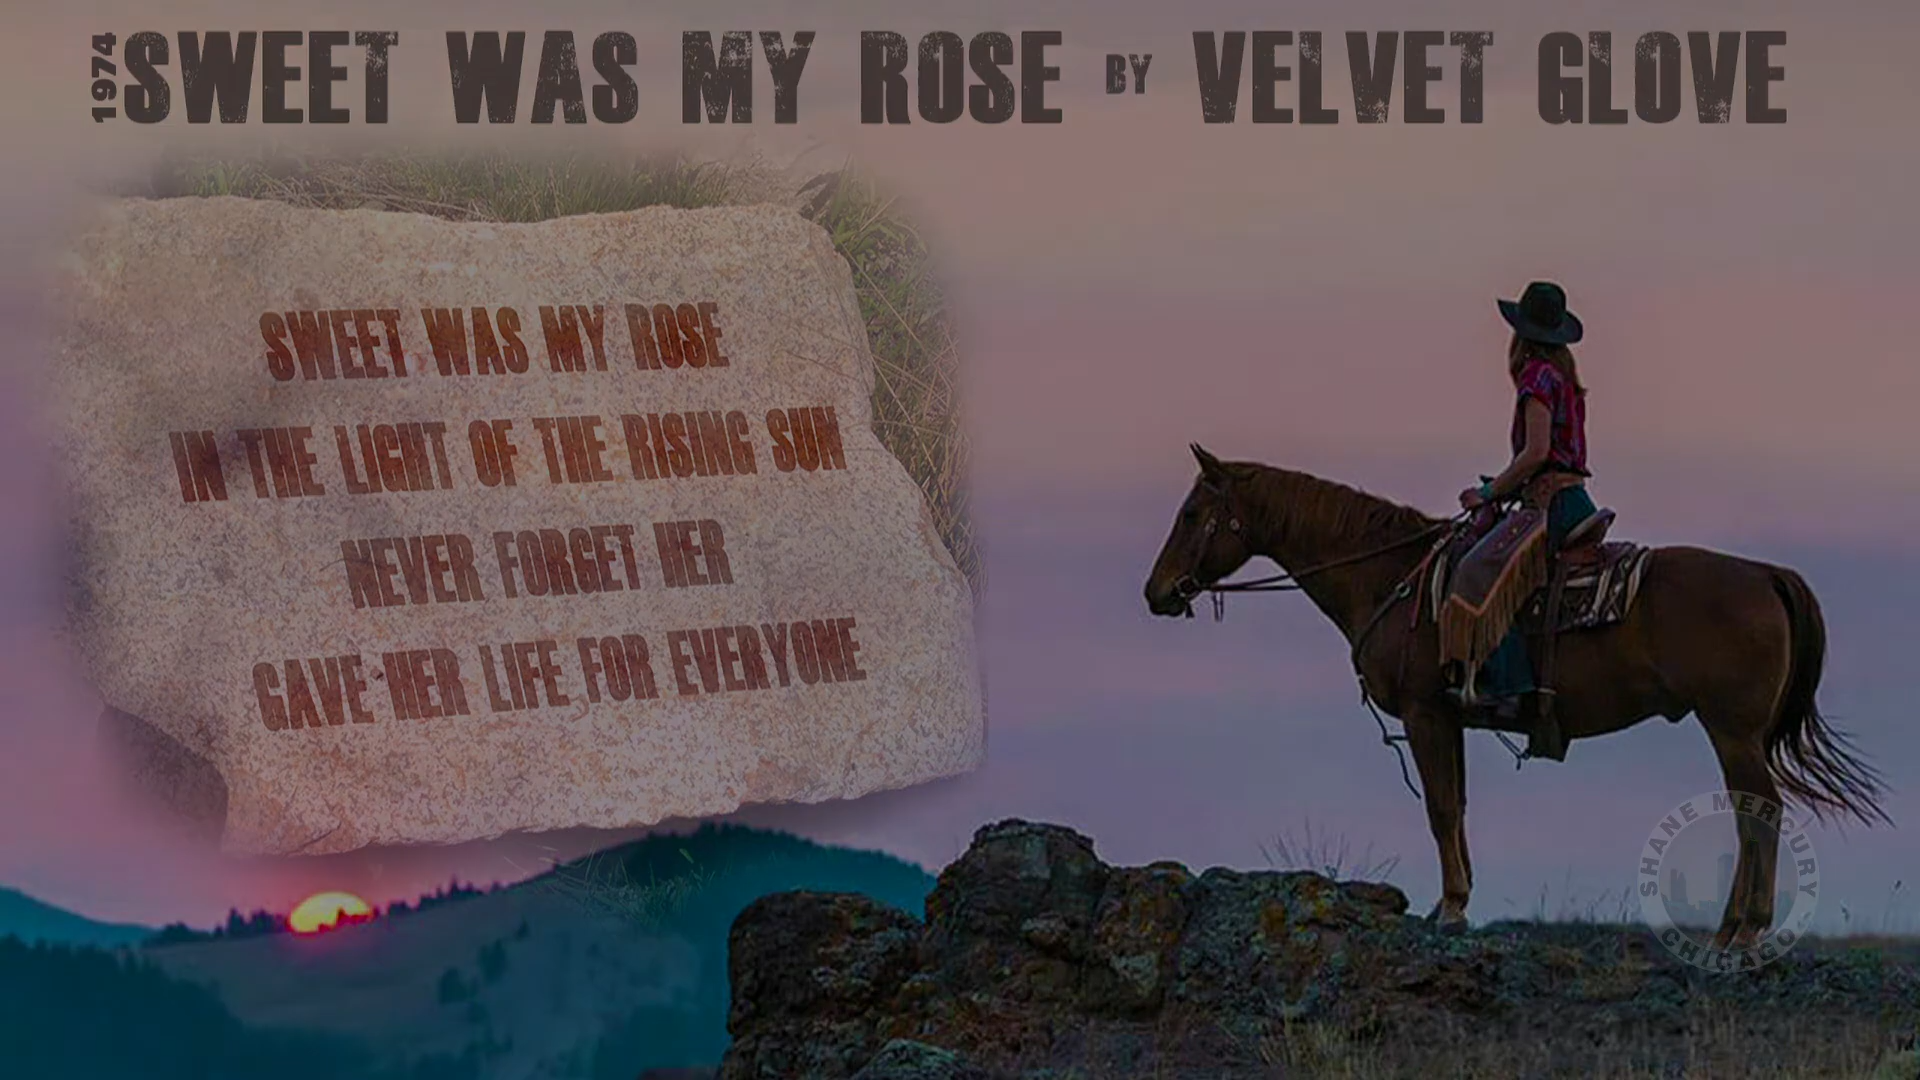 1974 SWEET WAS MY ROSE BY VELVET GLOVE
SWEET WAS MY ROSE
IN THE LIGHT OF THE RISING SUN
NEVER FORGET HER
GAVE HER LIFE FOR EVERYONE
SHANE MERCURY
CHICAGO